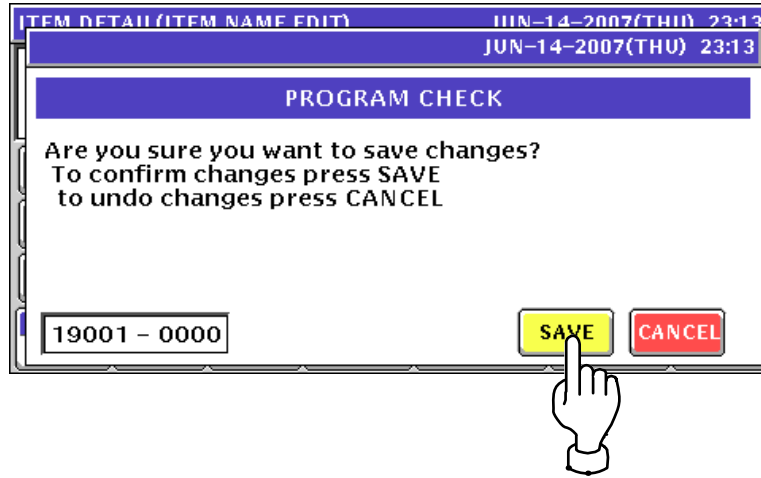 ITEM DETAIL(ITEM NAME EDIT) JUN–14–2007(THU) 23:13
JUN–14–2007(THU) 23:13
PROGRAM CHECK
Are you sure you want to save changes?
To confirm changes press SAVE
to undo changes press CANCEL
19001 – 0000 SAVE CANCEL